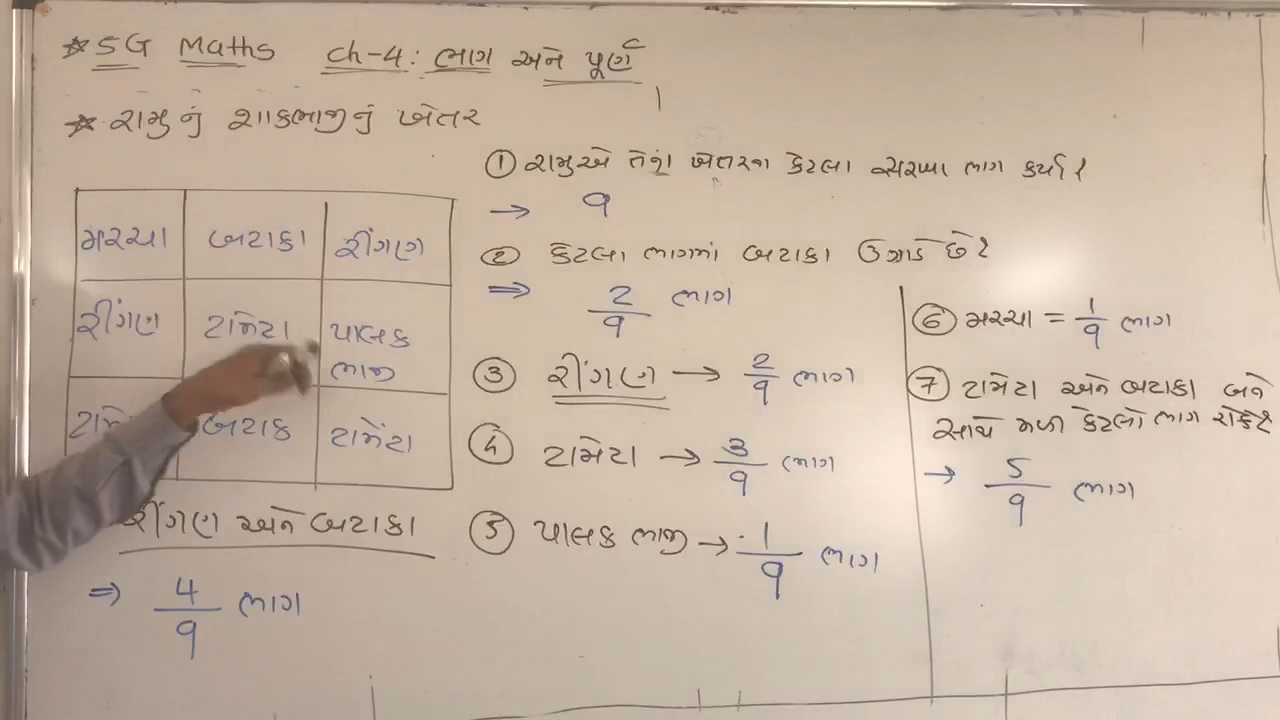 ☆ SG Maths Ch-4: ભાગ અને પૂર્ણ
☆ રામુ નું શાકભાજીનું ખેતર
મરચા બટાકા રીંગણ
રીંગણ ટામેટા પાલક ભાજી
ટામે બટાક ટામેટા
રીંગણ અને બટાકા
⇒ 4/9 ભાગ
① રામુએ તેનાં ખેતરના કેટલા સરખા ભાગ કર્યા?
→ 9
② કેટલા ભાગમાં બટાકા ઉગાડે છે?
⇒ 2/9 ભાગ
③ રીંગણ → 2/9 ભાગ
④ ટામેટા → 3/9 ભાગ
⑤ પાલક ભાજી → 1/9 ભાગ
⑥ મરચા = 1/9 ભાગ
⑦ ટામેટા અને બટાકા બંને
સાથે મળી કેટલો ભાગ રોકે?
→ 5/9 ભાગ